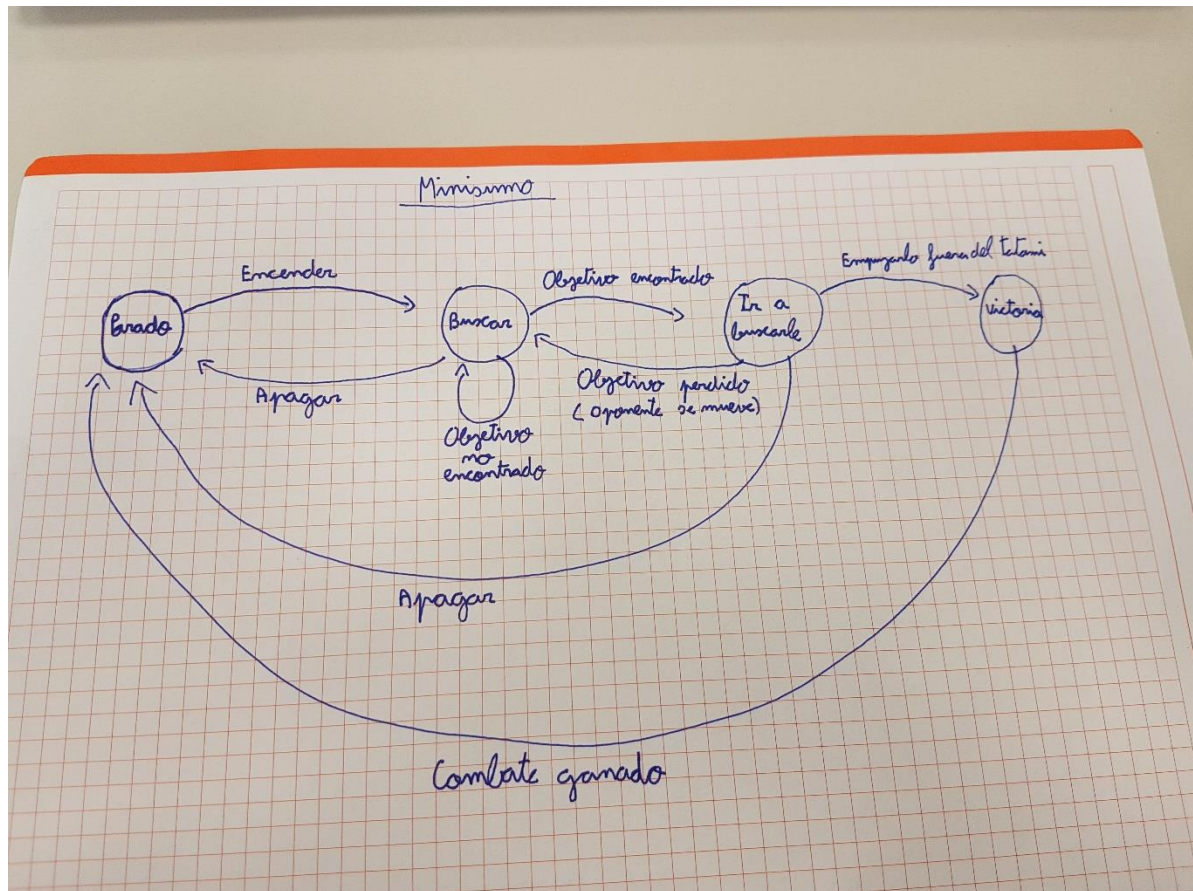 Minisumo
Empujarlo fuera del tatami
Encender
Objetivo encontrado
Parado
Buscar
Ir a
buscarle
victoria
Apagar
Objetivo perdido
(oponente se mueve)
Objetivo
no
encontrado
Apagar
Combate ganado